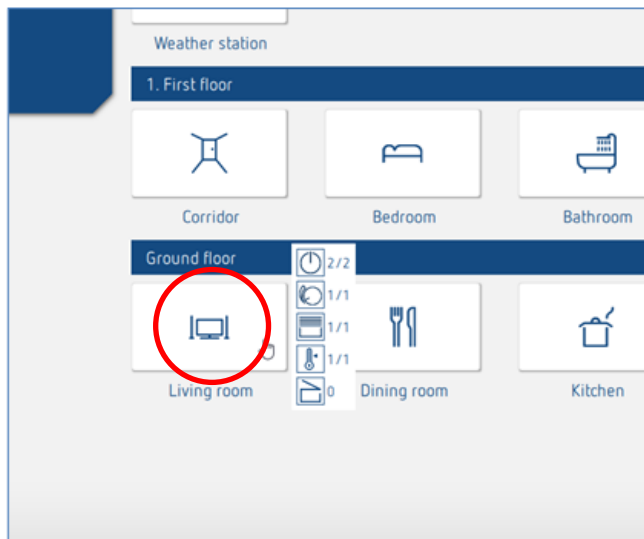 Weather station
1. First floor
Corridor
Bedroom
Bathroom
Ground floor
2/2
1/1
1/1
1/1
0
Living room
Dining room
Kitchen